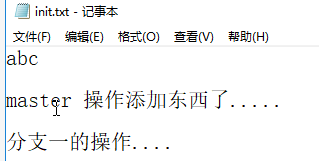 init.txt - 记事本
文件(F) 编辑(E) 格式(O) 查看(V) 帮助(H)
abc
master 操作添加东西了.....
分支一的操作....